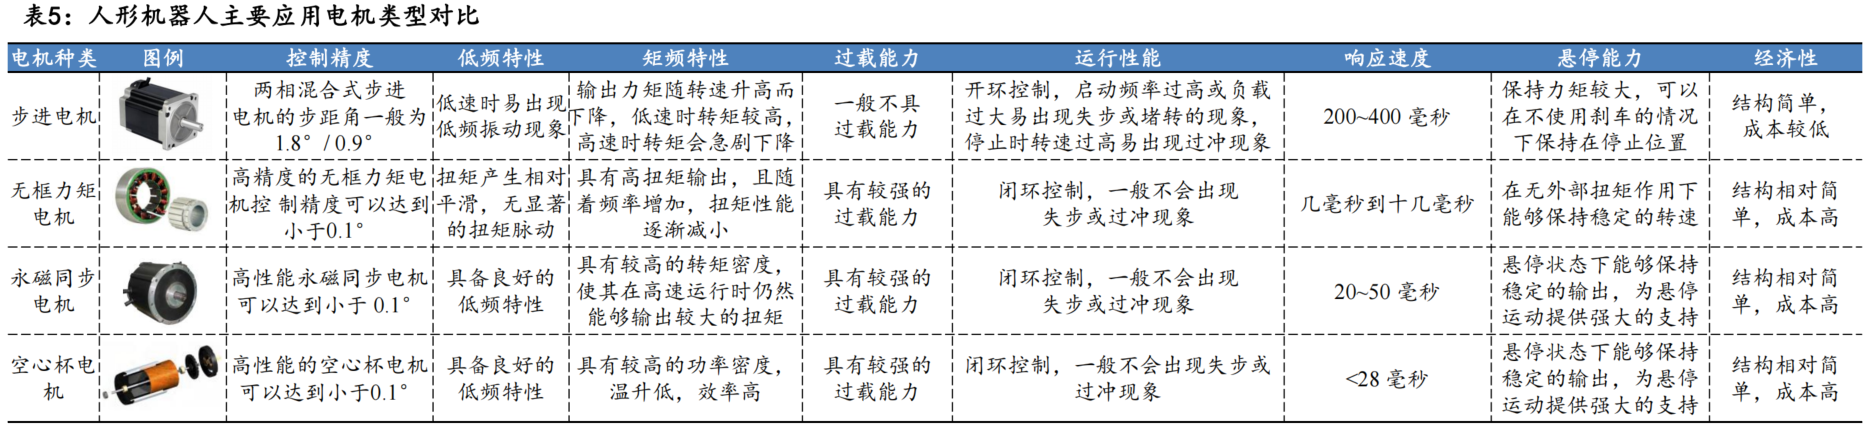 表5：人形机器人主要应用电机类型对比
电机种类 图例 控制精度 低频特性 矩频特性 过载能力 运行性能 响应速度 悬停能力 经济性
步进电机
两相混合式步进
电机的步距角一般为
1.8°/0.9°
低速时易出现
低频振动现象
输出力矩随转速升高而
下降，低速时转矩较高，
高速时转矩会急剧下降
一般不具
过载能力
开环控制，启动频率过高或负载
过大易出现失步或堵转的现象，
停止时转速过高易出现过冲现象
200~400 毫秒
保持力矩较大，可以
在不使用刹车的情况
下保持在停止位置
结构简单，
成本较低
无框力矩
电机
高精度的无框力矩电
机控 制精度可以达到
小于0.1°
扭矩产生相对
平滑，无显著
的扭矩脉动
具有高扭矩输出，且随
着频率增加，扭矩性能
逐渐减小
具有较强的
过载能力
闭环控制，一般不会出现
失步或过冲现象
几毫秒到十几毫秒
在无外部扭矩作用下
能够保持稳定的转速
结构相对简
单，成本高
永磁同步
电机
高性能永磁同步电机
可以达到小于 0.1°
具备良好的
低频特性
具有较高的转矩密度，
使其在高速运行时仍然
能够输出较大的扭矩
具有较强的
过载能力
闭环控制，一般不会出现
失步或过冲现象
20~50 毫秒
悬停状态下能够保持
稳定的输出，为悬停
运动提供强大的支持
结构相对简
单，成本高
空心杯电
机
高性能的空心杯电机
可以达到小于0.1°
具备良好的
低频特性
具有较高的功率密度，
温升低，效率高
具有较强的
过载能力
闭环控制，一般不会出现失步或
过冲现象
<28 毫秒
悬停状态下能够保持
稳定的输出，为悬停
运动提供强大的支持
结构相对简
单，成本高